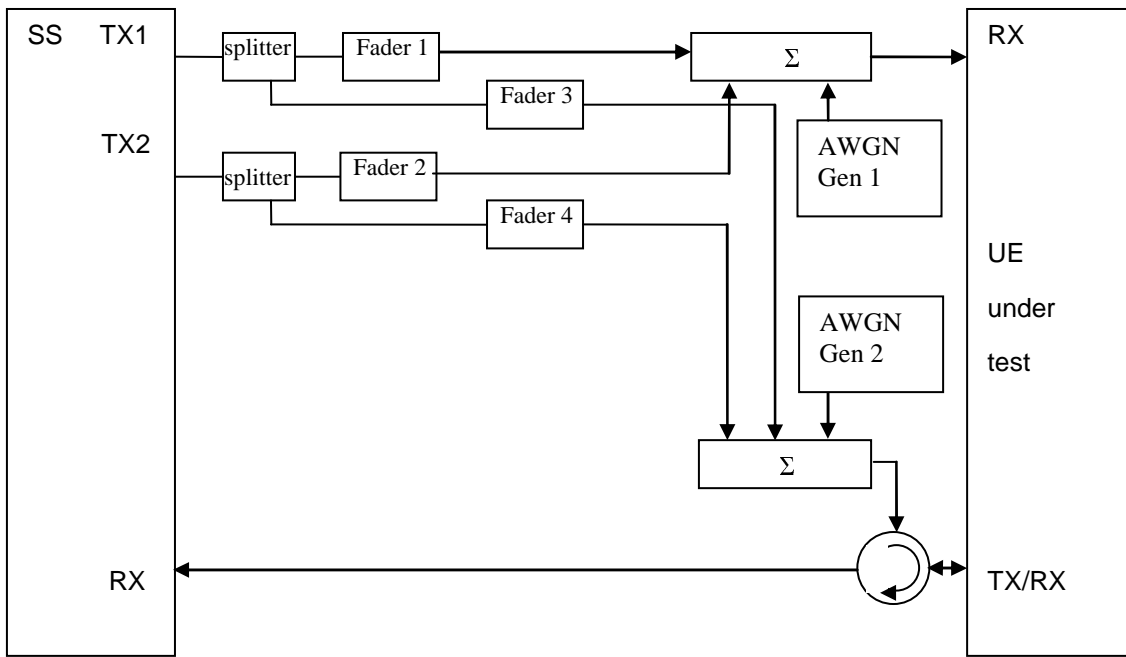 SS TX1
splitter
Fader 1
Σ
RX
Fader 3
TX2
AWGN
Gen 1
splitter
Fader 2
Fader 4
UE
under
test
AWGN
Gen 2
Σ
RX
TX/RX